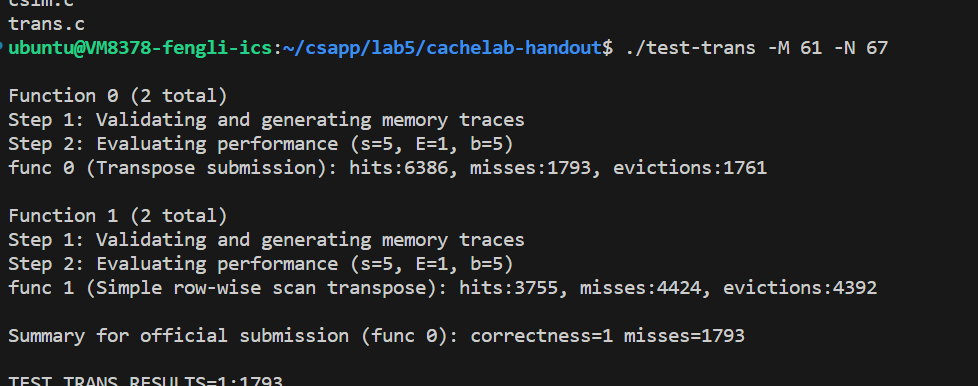 csim.c
trans.c
ubuntu@VM8378-fengli-ics:~/csapp/lab5/cachelab-handout$ ./test-trans -M 61 -N 67
Function 0 (2 total)
Step 1: Validating and generating memory traces
Step 2: Evaluating performance (s=5, E=1, b=5)
func 0 (Transpose submission): hits:6386, misses:1793, evictions:1761
Function 1 (2 total)
Step 1: Validating and generating memory traces
Step 2: Evaluating performance (s=5, E=1, b=5)
func 1 (Simple row-wise scan transpose): hits:3755, misses:4424, evictions:4392
Summary for official submission (func 0): correctness=1 misses=1793
TEST_TRANS_RESULTS=1:1793